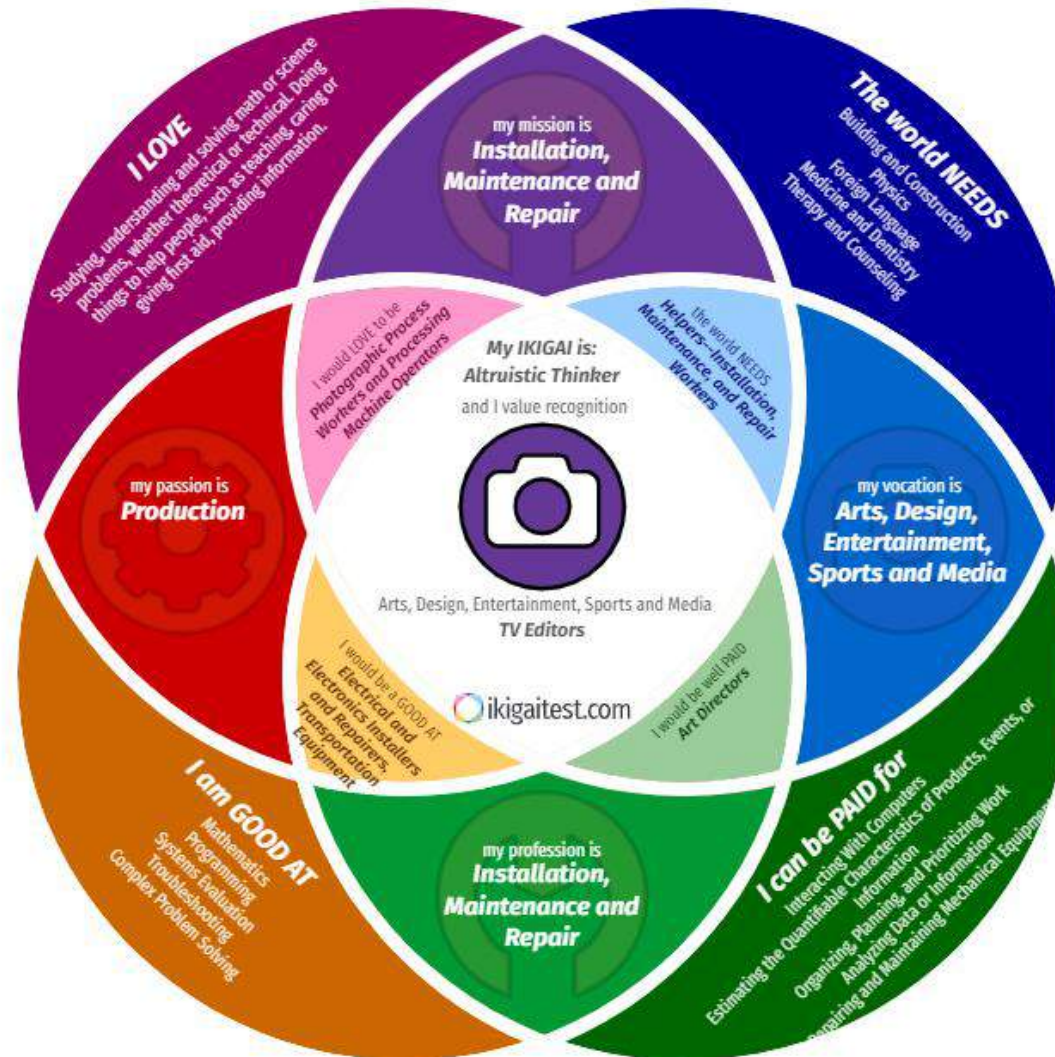 I LOVE
Studying, understanding and solving math or science
problems, whether theoretical or technical. Doing
things to help people, such as teaching, caring or
giving first aid, providing information.
my mission is
Installation,
Maintenance and
Repair
The world NEEDS
Building and Construction
Physics
Foreign Language
Medicine and Dentistry
Therapy and Counseling
I would LOVE to be
Photographic Process
Workers and Processing
Machine Operators
the world NEEDS
Helpers—Installation,
Maintenance, and Repair
Workers
My IKIGAI is:
Altruistic Thinker
and I value recognition
my passion is
Production
my vocation is
Arts, Design,
Entertainment,
Sports and Media
Arts, Design, Entertainment, Sports and Media
TV Editors
ikigaitest.com
I would be a GOOD AT
Electrical and
Electronics Installers
and Repairers,
Transportation
Equipment
I would be well PAID
Art Directors
I am GOOD AT
Mathematics
Programming
Systems Evaluation
Troubleshooting
Complex Problem Solving
my profession is
Installation,
Maintenance and
Repair
I can be PAID for
Interacting With Computers
Estimating the Quantifiable Characteristics of Products, Events, or
Information
Organizing, Planning, and Prioritizing Work
Analyzing Data or Information
Repairing and Maintaining Mechanical Equipment